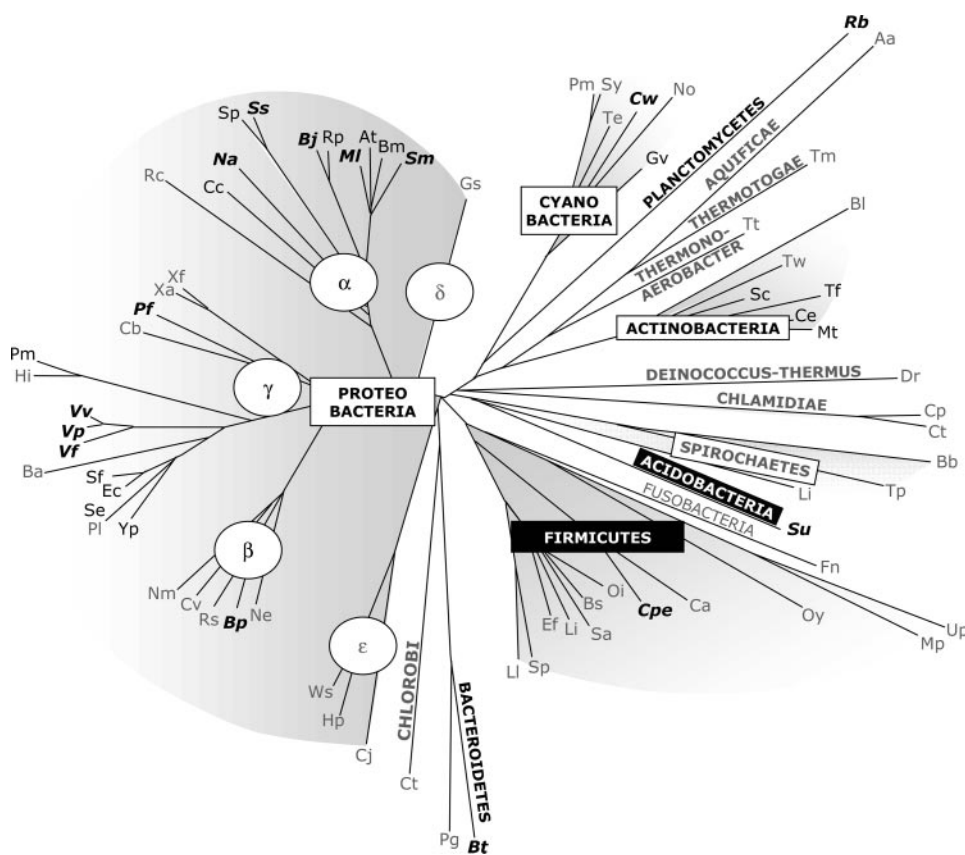 Rb
Aa
Pm Sy
Cw
No
Te
Gv
CYANO
BACTERIA
PLANCTOMYCETES
AQUIFICAE
THERMOTOGAE
Tm
THERMONO-
AEROBACTER
Tt
Bl
Tw
Sc
Tf
Ce
Mt
ACTINOBACTERIA
Sp Ss
Bj Rp
Ml
At
Bm
Sm
Na
Rc
Cc
Gs
α
δ
Xf
Xa
Pf
Cb
Pm
Hi
γ
PROTEO
BACTERIA
Vv
Vp
Vf
Ba
Sf
Ec
Se
Pl
Yp
β
Nm
Cv
Rs
Bp
Ne
ε
Ws
Hp
Cj
CHLOROBI
Ct
BACTEROIDETES
Pg
Bt
DEINOCOCCUS-THERMUS
Dr
CHLAMIDIAE
Cp
Ct
SPIROCHAETES
Bb
Tp
Li
ACIDOBACTERIA
Su
FUSOBACTERIA
Fn
FIRMICUTES
Oi
Bs
Cpe
Ca
Ef
Li
Sa
Ll
Sp
Oy
Up
Mp